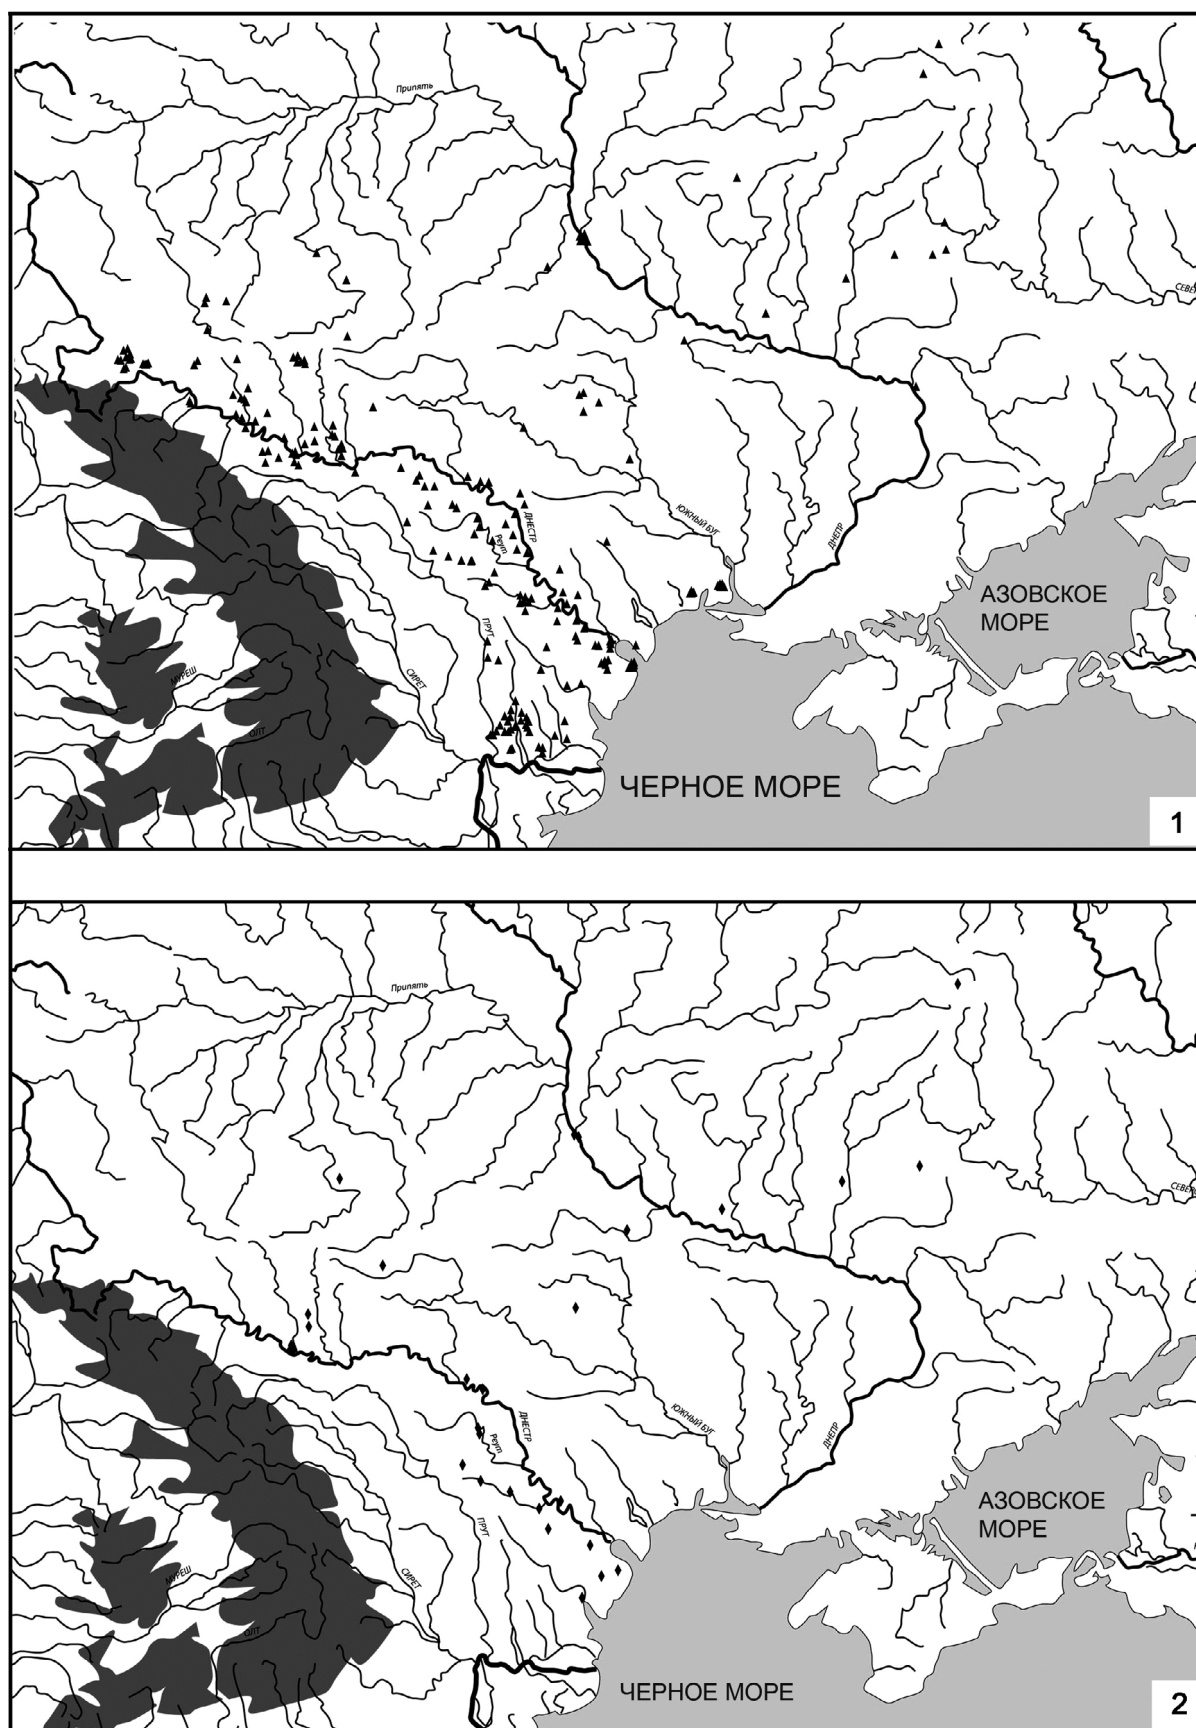 Припять
СЕВЕ
ЮЖНЫЙ БУГ
ДНЕСТР
ДНЕПР
Реут
АЗОВСКОЕ
МОРЕ
ПРУТ
МУРЕШ
СИРЕТ
ОЛТ
ЧЕРНОЕ МОРЕ
1
Припять
СЕВЕ
ЮЖНЫЙ БУГ
ДНЕСТР
ДНЕПР
Реут
АЗОВСКОЕ
МОРЕ
ПРУТ
МУРЕШ
СИРЕТ
ОЛТ
ЧЕРНОЕ МОРЕ
2